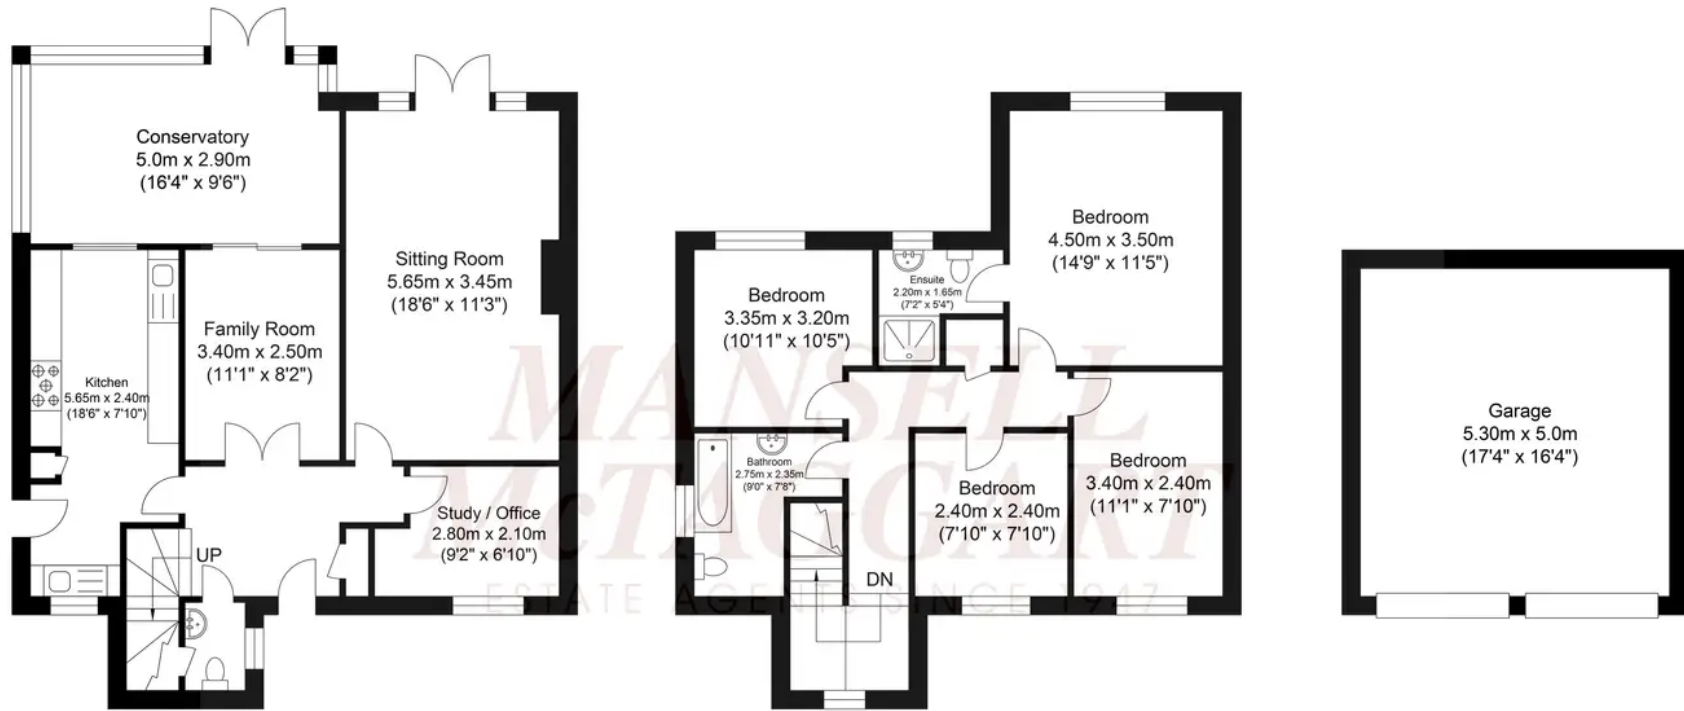 Conservatory
5.0m x 2.90m
(16'4" x 9'6")
Sitting Room
5.65m x 3.45m
(18'6" x 11'3")
Family Room
3.40m x 2.50m
(11'1" x 8'2")
Kitchen
5.65m x 2.40m
(18'6" x 7'10")
Study / Office
2.80m x 2.10m
(9'2" x 6'10")
UP
Bedroom
4.50m x 3.50m
(14'9" x 11'5")
Ensuite
2.20m x 1.65m
(7'2" x 5'4")
Bedroom
3.35m x 3.20m
(10'11" x 10'5")
Bathroom
2.75m x 2.35m
(9'0" x 7'8")
Bedroom
2.40m x 2.40m
(7'10" x 7'10")
Bedroom
3.40m x 2.40m
(11'1" x 7'10")
DN
Garage
5.30m x 5.0m
(17'4" x 16'4")
MANSELL
McTAGGART
ESTATE AGENTS SINCE 1947